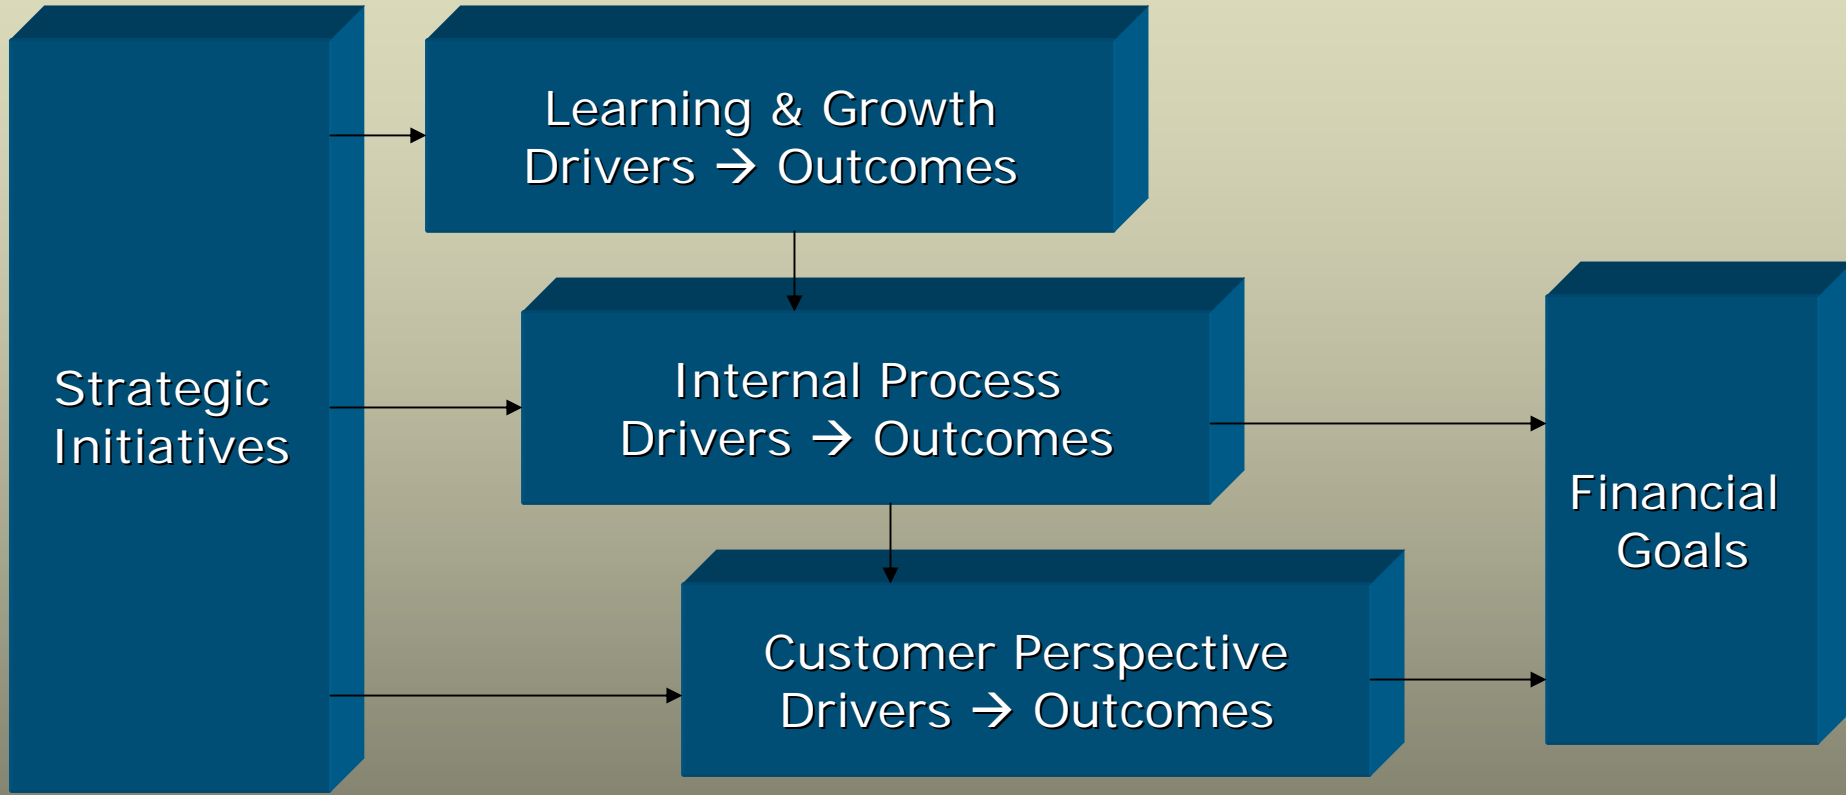 Strategic
Initiatives
Learning & Growth
Drivers → Outcomes
Internal Process
Drivers → Outcomes
Customer Perspective
Drivers → Outcomes
Financial
Goals